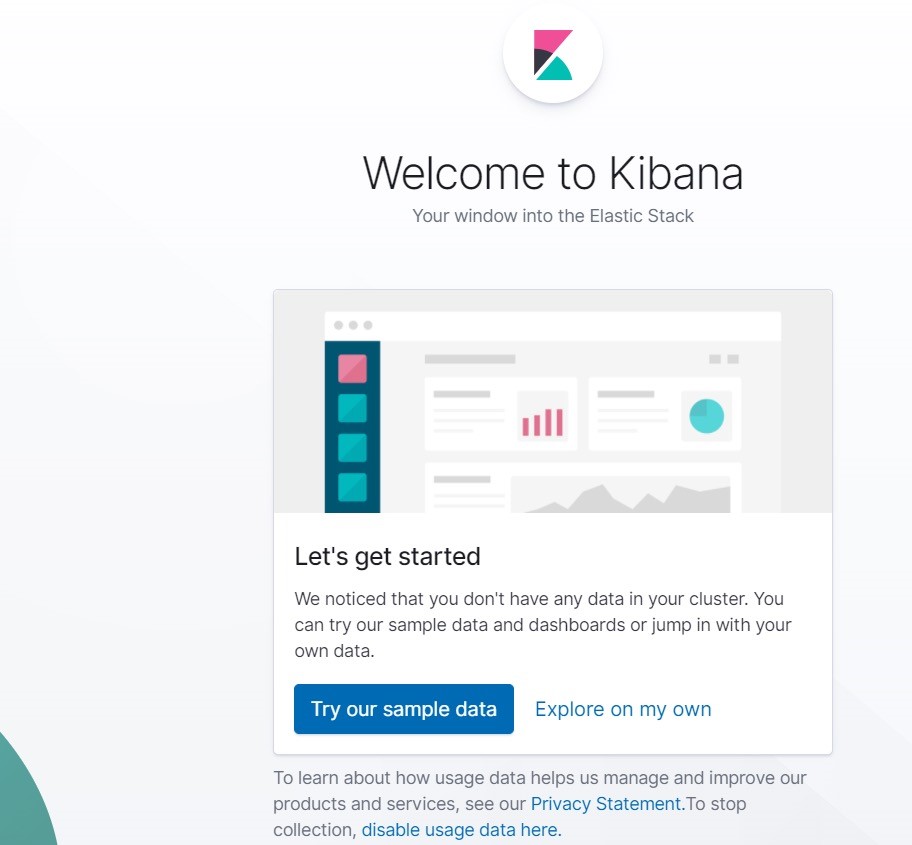 Welcome to Kibana
Your window into the Elastic Stack
Let's get started
We noticed that you don't have any data in your cluster. You
can try our sample data and dashboards or jump in with your
own data.
Try our sample data
Explore on my own
To learn about how usage data helps us manage and improve our
products and services, see our Privacy Statement.To stop
collection, disable usage data here.